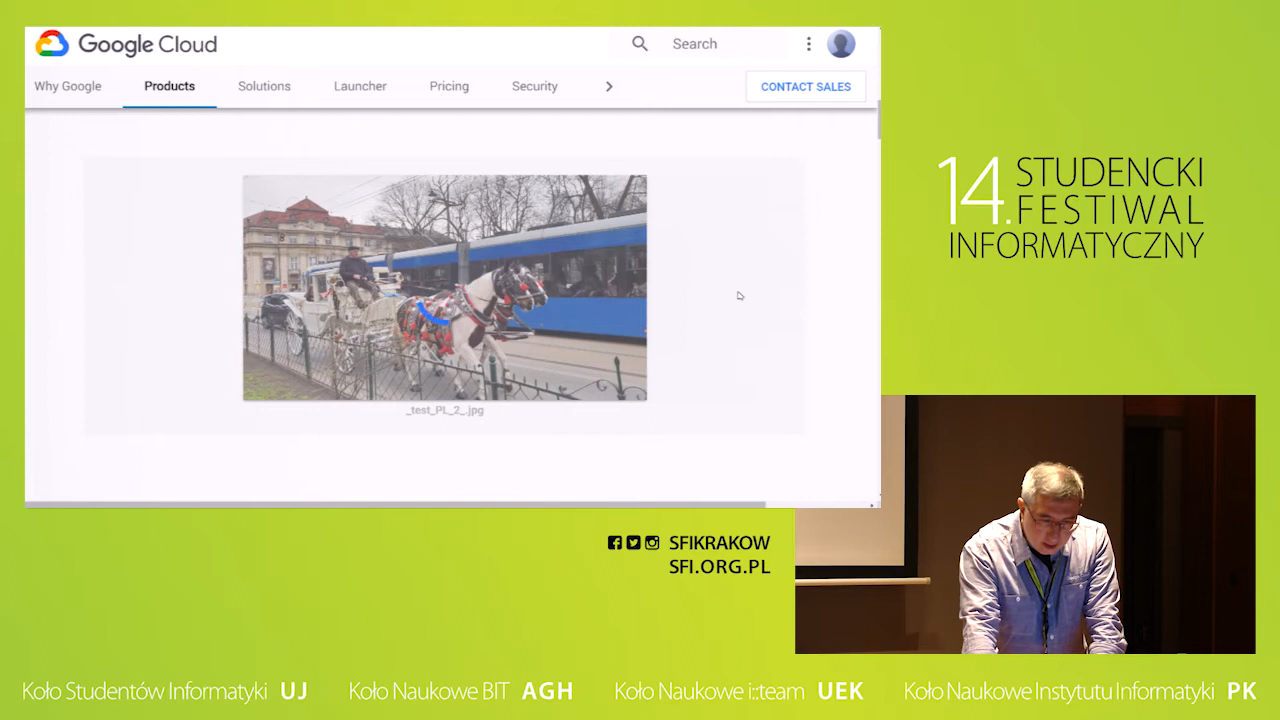 Google Cloud
Search
Why Google
Products
Solutions
Launcher
Pricing
Security
CONTACT SALES
_test_PL_2_.jpg
14. STUDENCKI
FESTIWAL
INFORMATYCZNY
SFIKRAKOW
SFI.ORG.PL
Koło Studentów Informatyki UJ
Koło Naukowe BIT AGH
Koło Naukowe i::team UEK
Koło Naukowe Instytutu Informatyki PK